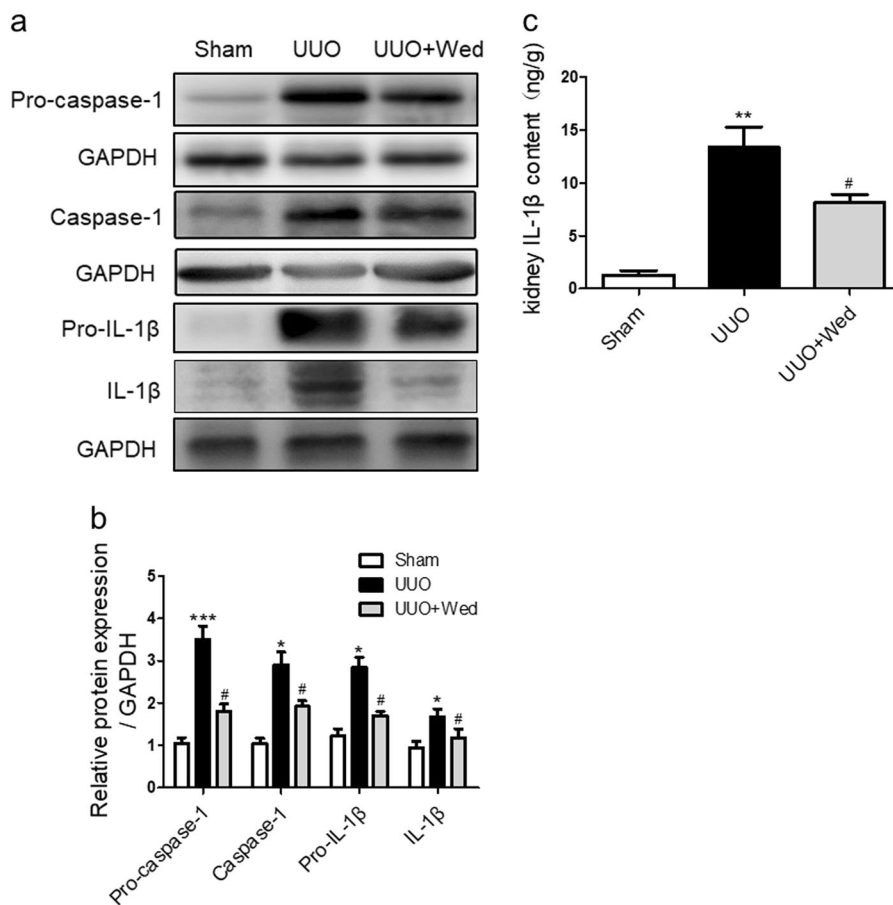 a
Sham UUO UUO+Wed
Pro-caspase-1
GAPDH
Caspase-1
GAPDH
Pro-IL-1β
IL-1β
GAPDH
b
Relative protein expression
/ GAPDH
5
4
3
2
1
0
Sham
UUO
UUO+Wed
***
#
*
#
*
#
*
#
Pro-caspase-1
Caspase-1
Pro-IL-1β
IL-1β
c
kidney IL-1β content (ng/g)
20
15
10
5
0
**
#
Sham
UUO
UUO+Wed